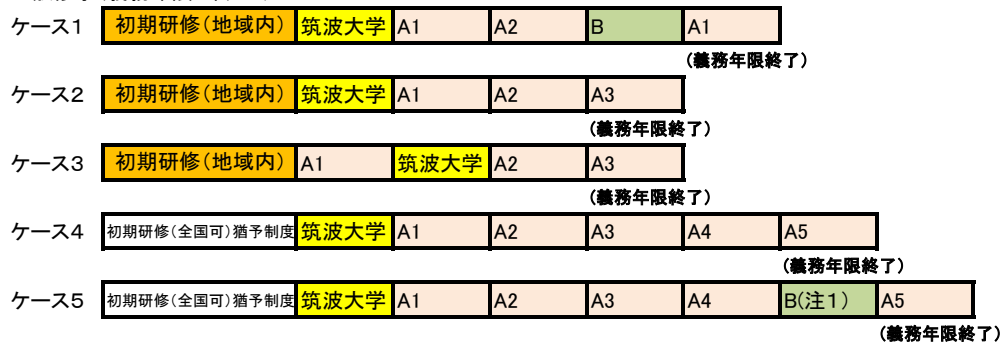 ケース1 初期研修(地域内) 筑波大学 A1 A2 B A1
(義務年限終了)
ケース2 初期研修(地域内) 筑波大学 A1 A2 A3
(義務年限終了)
ケース3 初期研修(地域内) A1 筑波大学 A2 A3
(義務年限終了)
ケース4 初期研修(全国可)猶予制度 筑波大学 A1 A2 A3 A4 A5
(義務年限終了)
ケース5 初期研修(全国可)猶予制度 筑波大学 A1 A2 A3 A4 B(注1) A5
(義務年限終了)